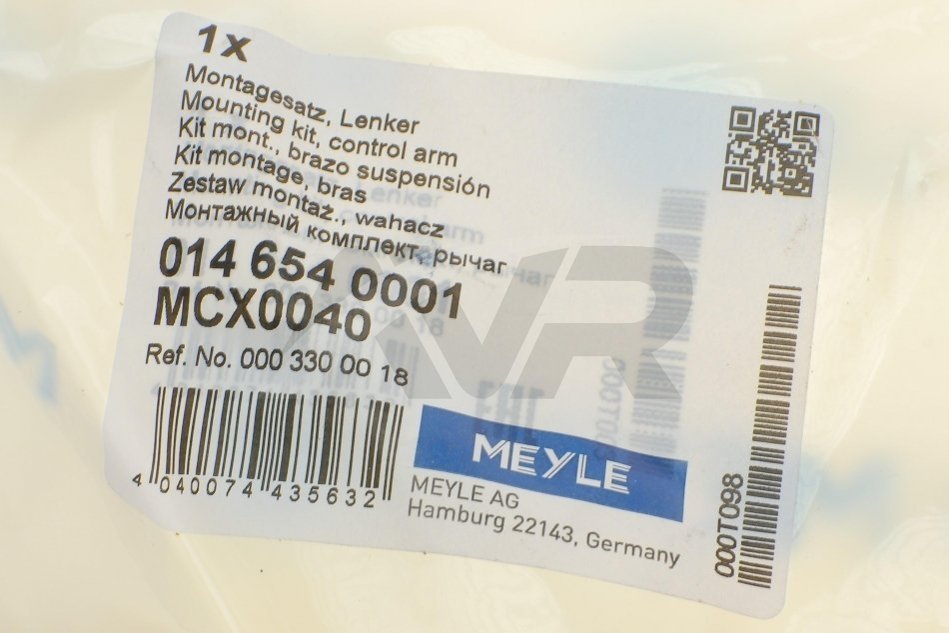 1x
Montagesatz, Lenker
Mounting kit, control arm
Kit mont., brazo suspensión
Kit montage, bras
Zestaw montaż., wahacz
Монтажный комплект, рычаг
014 654 0001
MCX0040
Ref. No. 000 330 00 18
4 040074 435632
MEYLE
MEYLE AG
Hamburg 22143, Germany
000T098
AVR